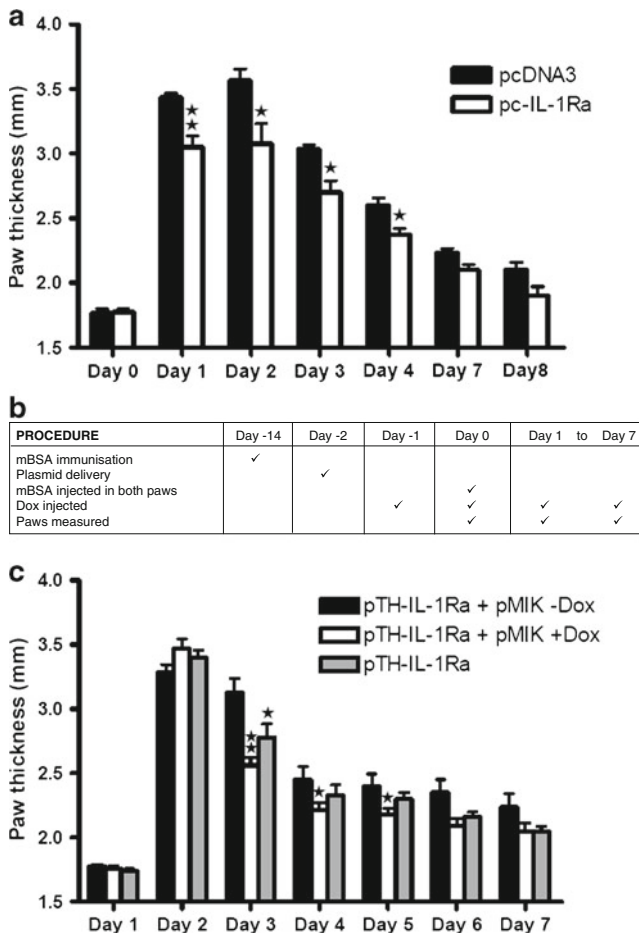 a
Paw thickness (mm)
4.0
3.5
3.0
2.5
2.0
1.5
pcDNA3
pc-IL-1Ra
★★
★
★
★
Day 0 Day 1 Day 2 Day 3 Day 4 Day 7 Day8
b
PROCEDURE Day -14 Day -2 Day -1 Day 0 Day 1 to Day 7
mBSA immunisation ✓
Plasmid delivery ✓
mBSA injected in both paws ✓
Dox injected ✓ ✓ ✓ ✓
Paws measured ✓ ✓ ✓
c
Paw thickness (mm)
4.0
3.5
3.0
2.5
2.0
1.5
pTH-IL-1Ra + pMIK -Dox
pTH-IL-1Ra + pMIK +Dox
pTH-IL-1Ra
★★
★
★
★
Day 1 Day 2 Day 3 Day 4 Day 5 Day 6 Day 7